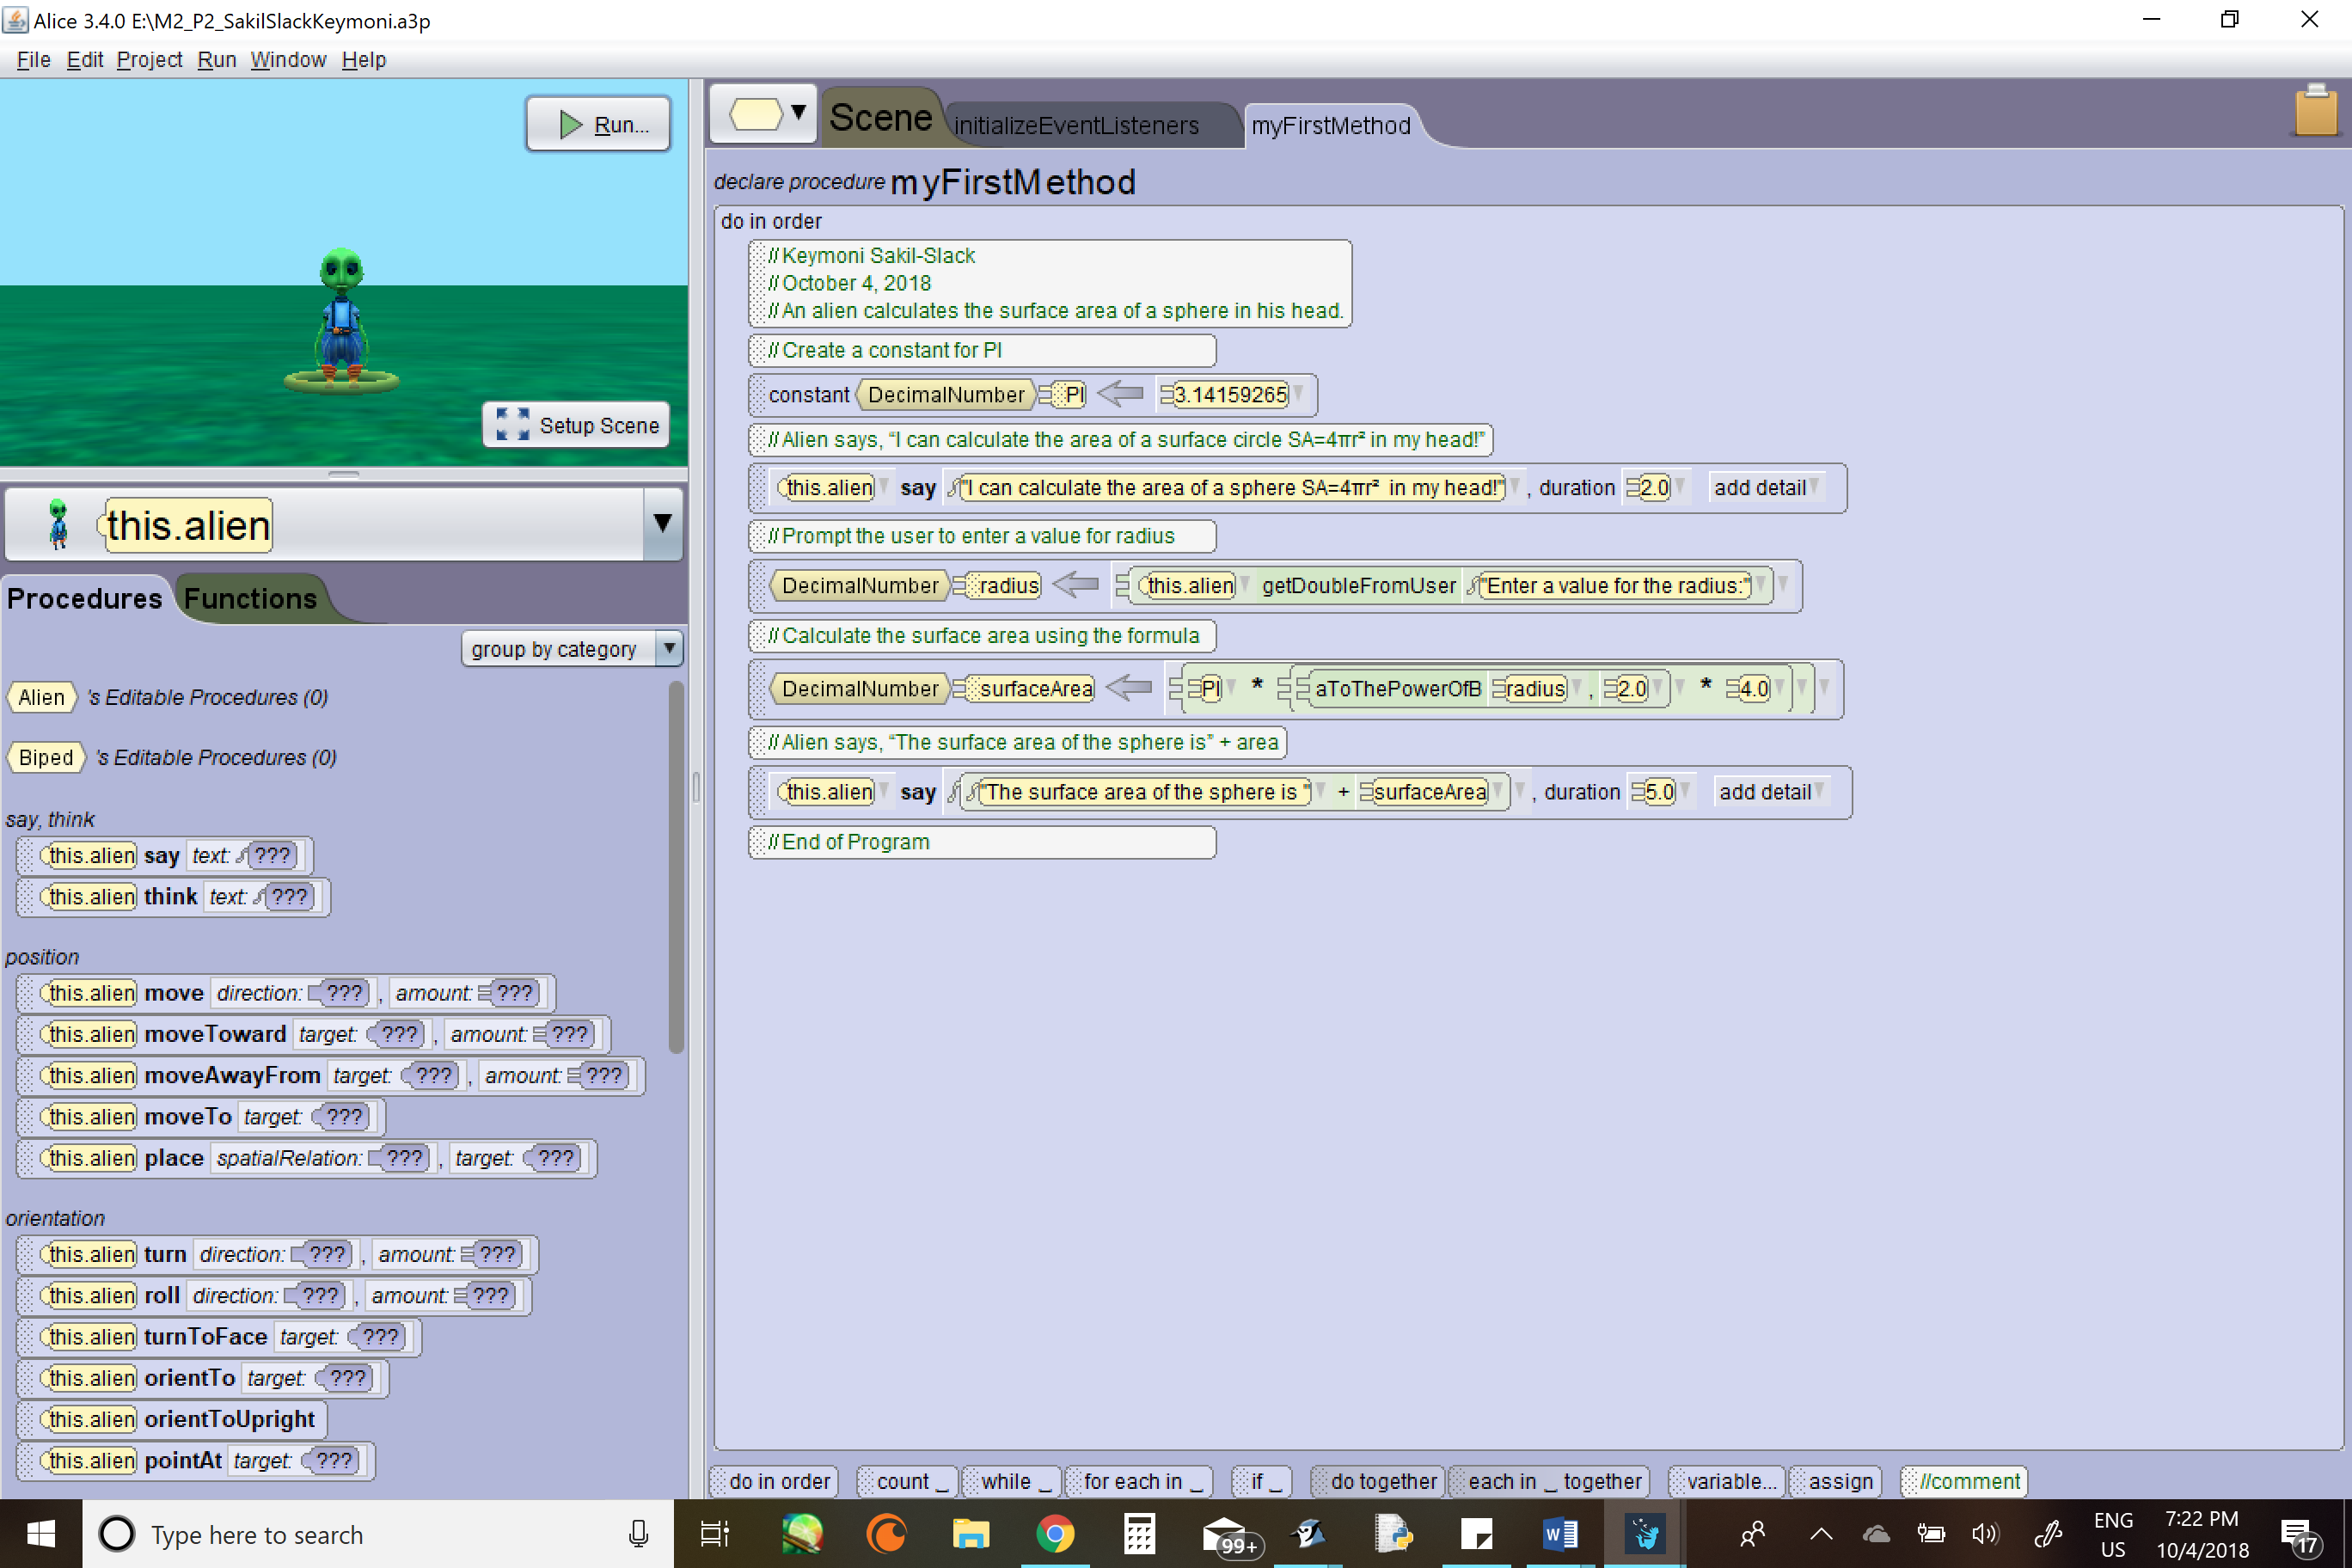 Alice 3.4.0 E:\M2_P2_SakilSlackKeymoni.a3p
File Edit Project Run Window Help
Run...
Setup Scene
this.alien
Procedures Functions
group by category
Alien 's Editable Procedures (0)
Biped 's Editable Procedures (0)
say, think
this.alien say text: ???
this.alien think text: ???
position
this.alien move direction: ??? , amount: ???
this.alien moveToward target: ??? , amount: ???
this.alien moveAwayFrom target: ??? , amount: ???
this.alien moveTo target: ???
this.alien place spatialRelation: ??? , target: ???
orientation
this.alien turn direction: ??? , amount: ???
this.alien roll direction: ??? , amount: ???
this.alien turnToFace target: ???
this.alien orientTo target: ???
this.alien orientToUpright
this.alien pointAt target: ???
Scene initializeEventListeners myFirstMethod
declare procedure myFirstMethod
do in order
//Keymoni Sakil-Slack
//October 4, 2018
//An alien calculates the surface area of a sphere in his head.
//Create a constant for PI
constant DecimalNumber PI 3.14159265
//Alien says, “I can calculate the area of a surface circle SA=4πr² in my head!”
this.alien say "I can calculate the area of a sphere SA=4πr² in my head!" , duration 2.0 add detail
//Prompt the user to enter a value for radius
DecimalNumber radius this.alien getDoubleFromUser "Enter a value for the radius:"
//Calculate the surface area using the formula
DecimalNumber surfaceArea PI * aToThePowerOfB radius , 2.0 * 4.0
//Alien says, “The surface area of the sphere is” + area
this.alien say "The surface area of the sphere is " + surfaceArea , duration 5.0 add detail
//End of Program
do in order count _ while _ for each in _ if _ do together each in _ together variable... assign //comment
Type here to search
99+
ENG
US
7:22 PM
10/4/2018
17